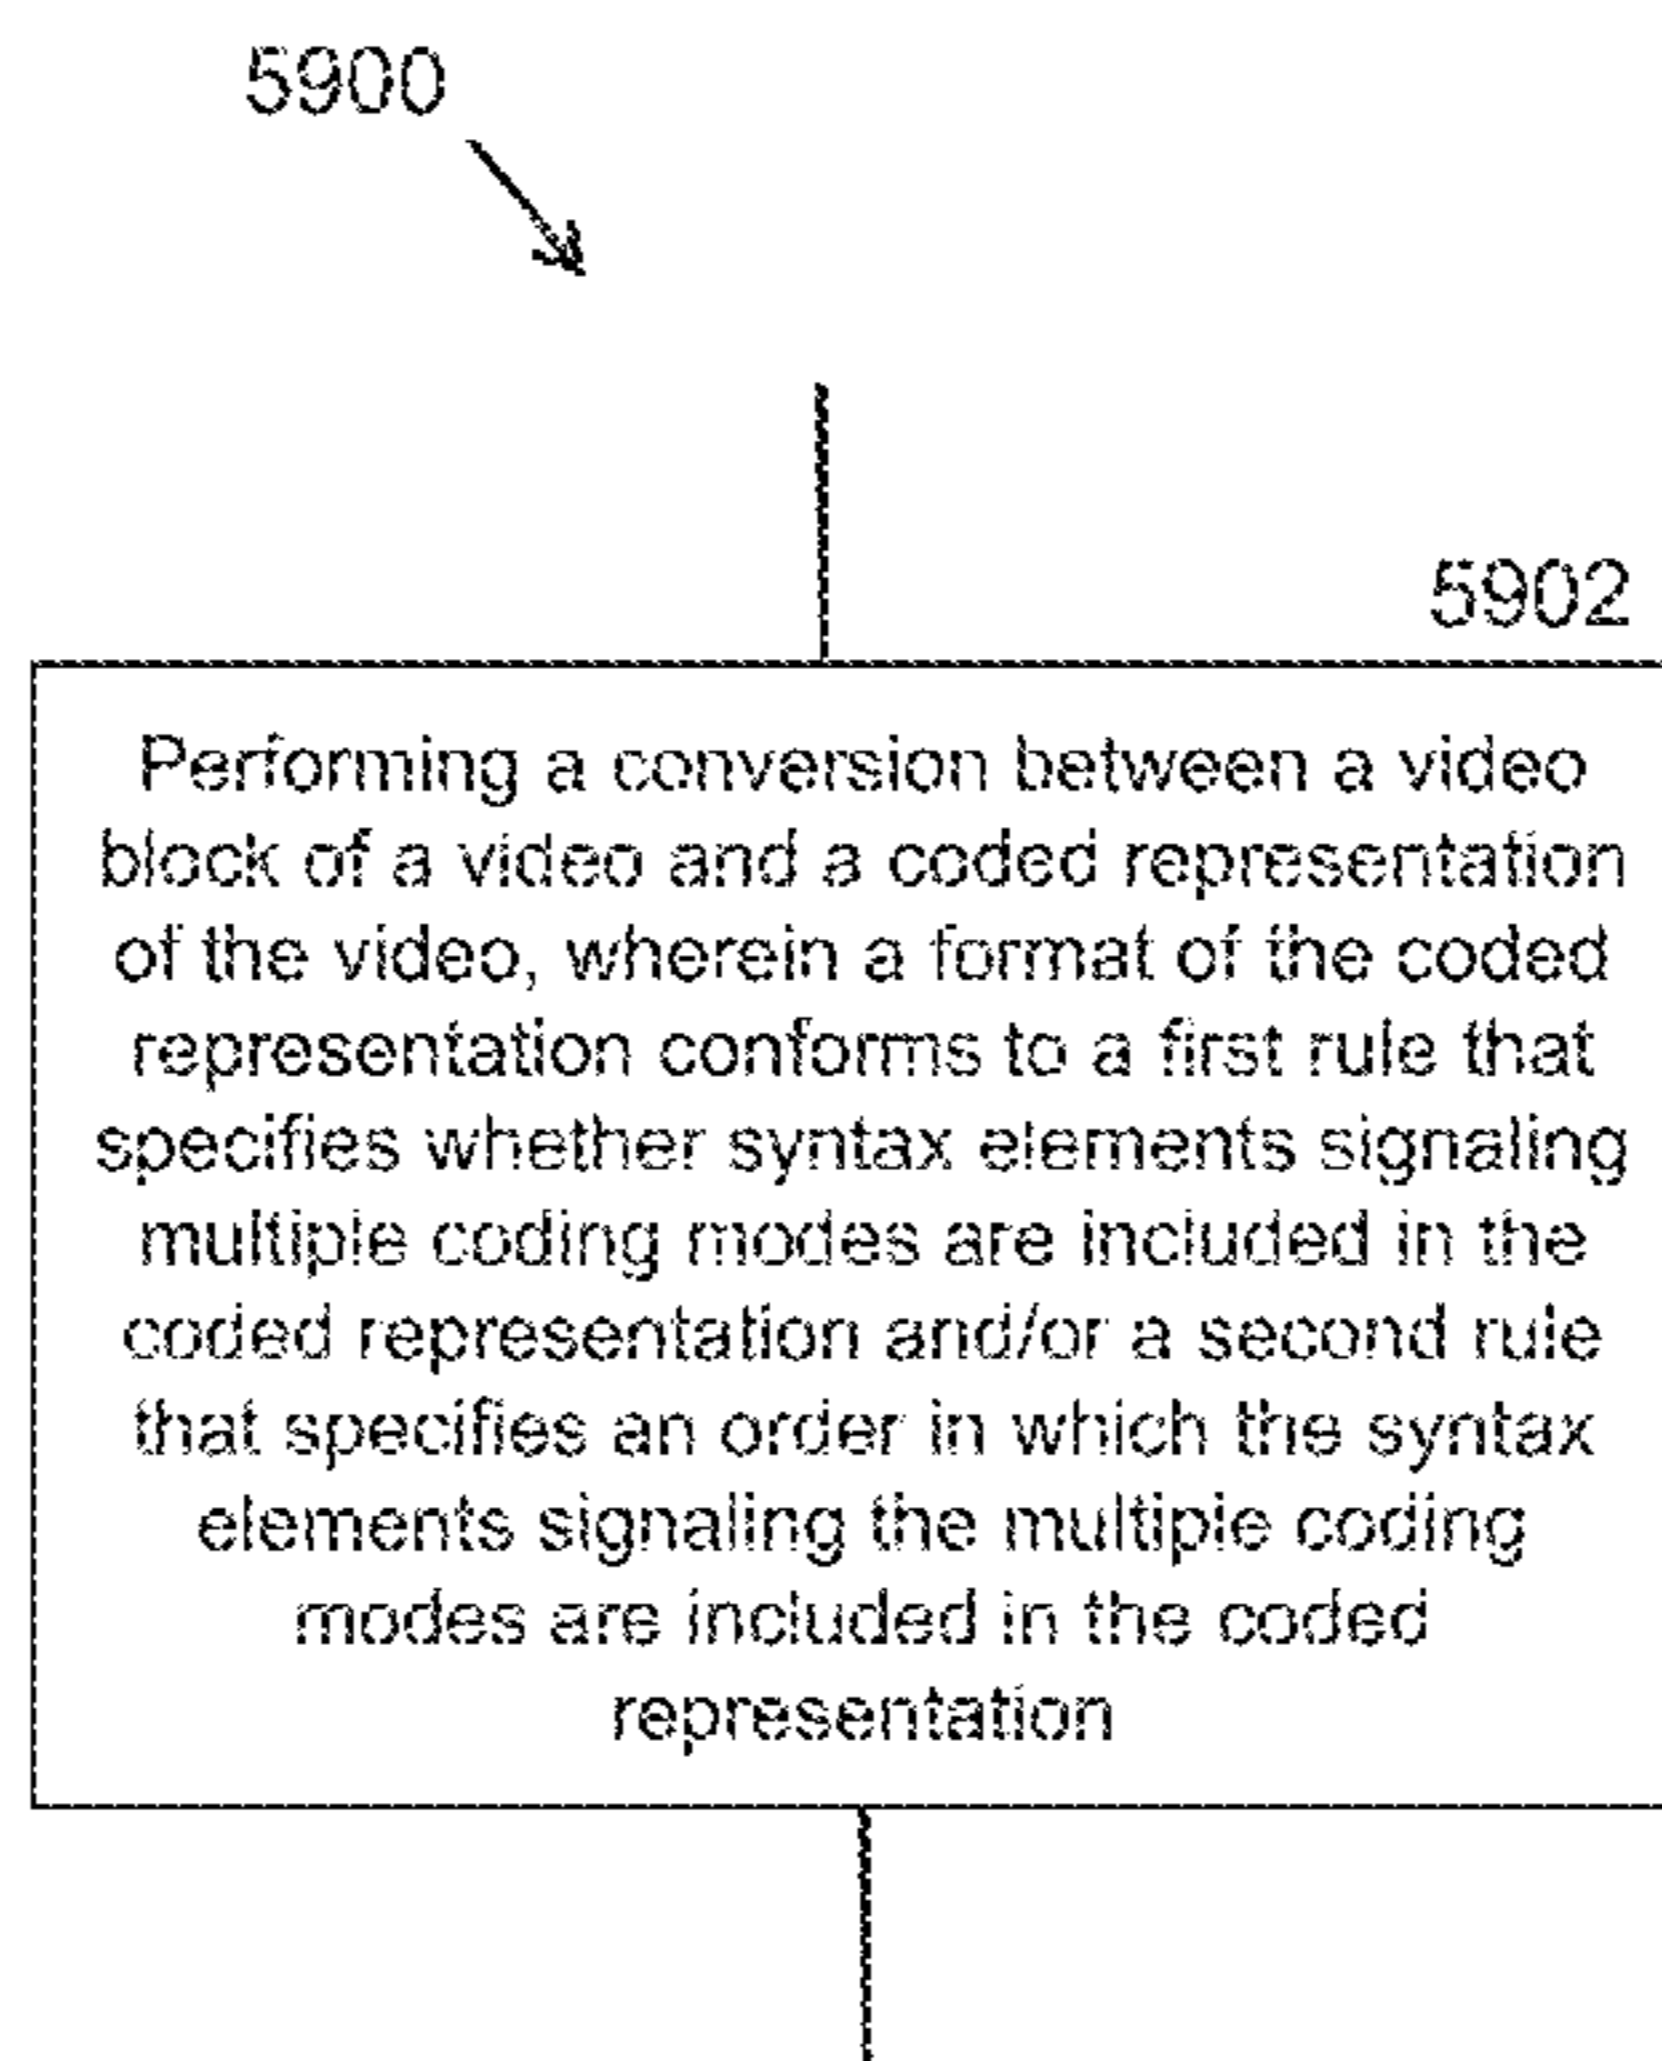 5900
5902
Performing a conversion between a video
block of a video and a coded representation
of the video, wherein a format of the coded
representation conforms to a first rule that
specifies whether syntax elements signaling
multiple coding modes are included in the
coded representation and/or a second rule
that specifies an order in which the syntax
elements signaling the multiple coding
modes are included in the coded
representation